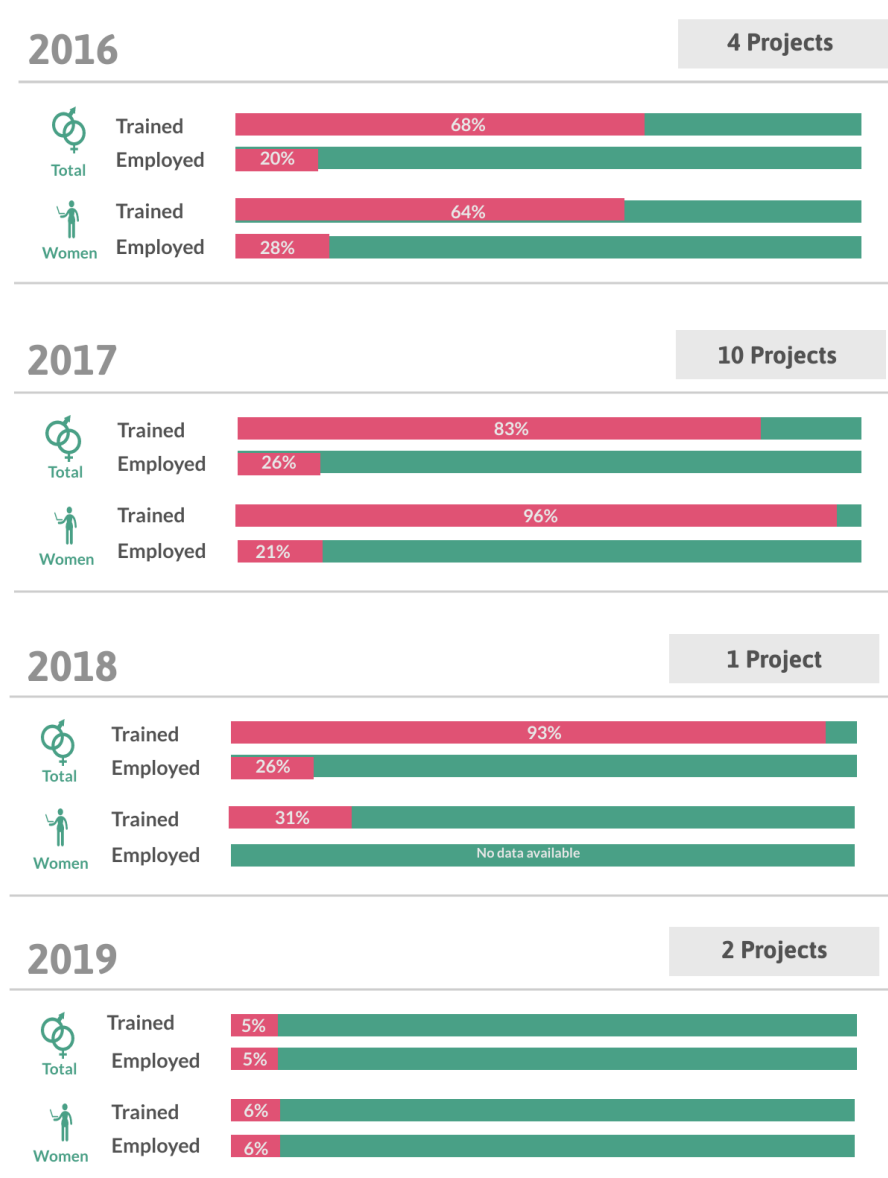 2016
4 Projects
Trained
68%
Total
Employed
20%
Trained
64%
Women
Employed
28%
2017
10 Projects
Trained
83%
Total
Employed
26%
Trained
96%
Women
Employed
21%
2018
1 Project
Trained
93%
Total
Employed
26%
Trained
31%
Women
Employed
No data available
2019
2 Projects
Trained
5%
Total
Employed
5%
Trained
6%
Women
Employed
6%